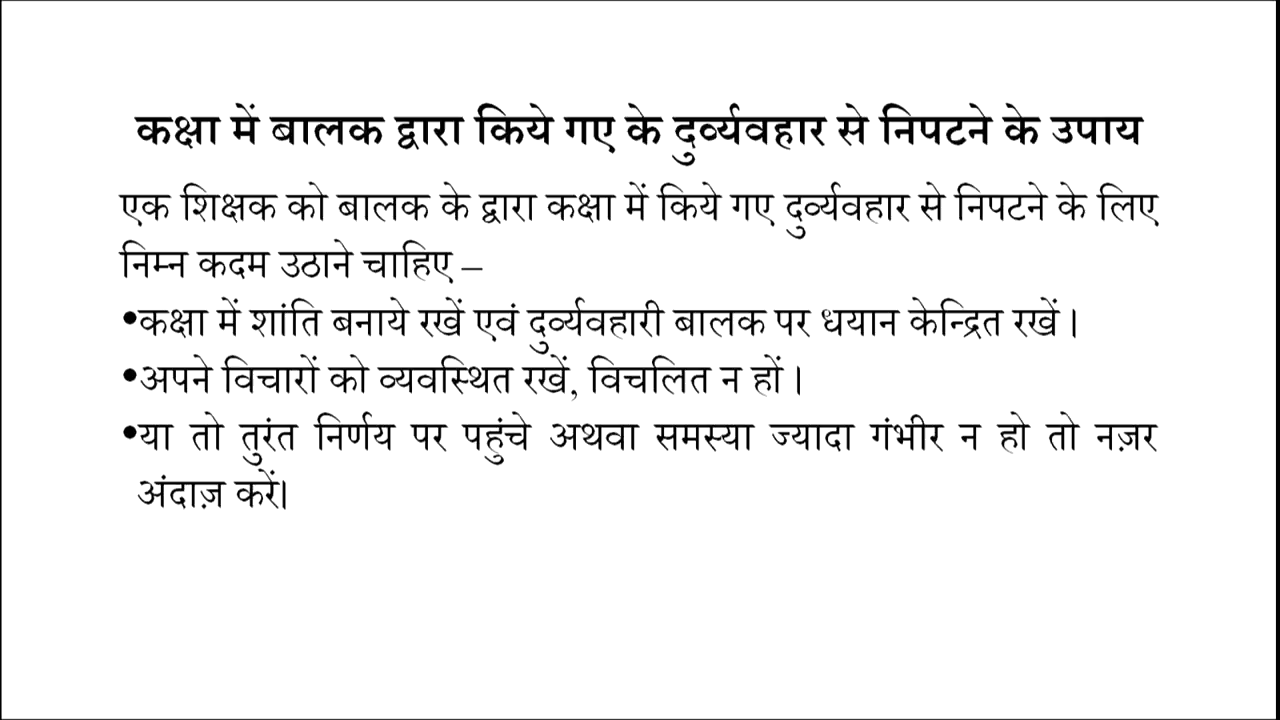 कक्षा में बालक द्वारा किये गए के दुर्व्यवहार से निपटने के उपाय
एक शिक्षक को बालक के द्वारा कक्षा में किये गए दुर्व्यवहार से निपटने के लिए
निम्न कदम उठाने चाहिए –
•कक्षा में शांति बनाये रखें एवं दुर्व्यवहारी बालक पर धयान केन्द्रित रखें ।
•अपने विचारों को व्यवस्थित रखें, विचलित न हों ।
•या तो तुरंत निर्णय पर पहुंचे अथवा समस्या ज्यादा गंभीर न हो तो नज़र
अंदाज़ करें।